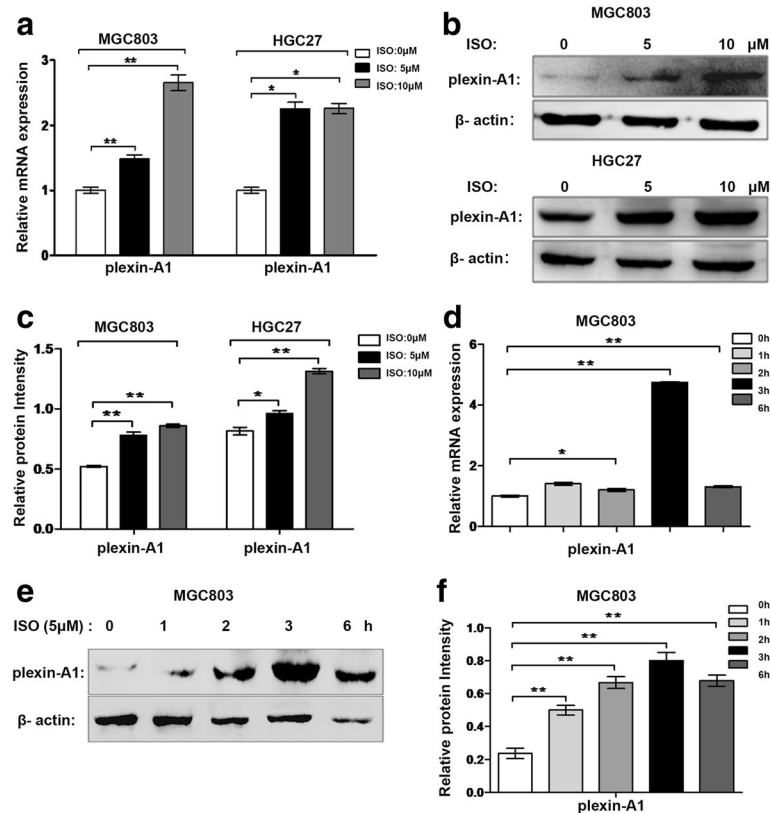 a
MGC803
HGC27
ISO:0μM
ISO: 5μM
ISO:10μM
Relative mRNA expression
3
2
1
0
**
**
*
*
plexin-A1
plexin-A1
b
MGC803
ISO: 0 5 10 μM
plexin-A1:
β- actin:
HGC27
ISO: 0 5 10 μM
plexin-A1:
β- actin:
c
MGC803
HGC27
ISO:0μM
ISO: 5μM
ISO:10μM
Relative protein Intensity
1.5
1.0
0.5
0.0
**
**
**
*
plexin-A1
plexin-A1
d
MGC803
0h
1h
2h
3h
6h
Relative mRNA expression
6
4
2
0
**
**
*
plexin-A1
e
MGC803
ISO (5μM) : 0 1 2 3 6 h
plexin-A1:
β- actin:
f
MGC803
0h
1h
2h
3h
6h
Relative protein Intensity
1.0
0.8
0.6
0.4
0.2
0.0
**
**
**
**
plexin-A1